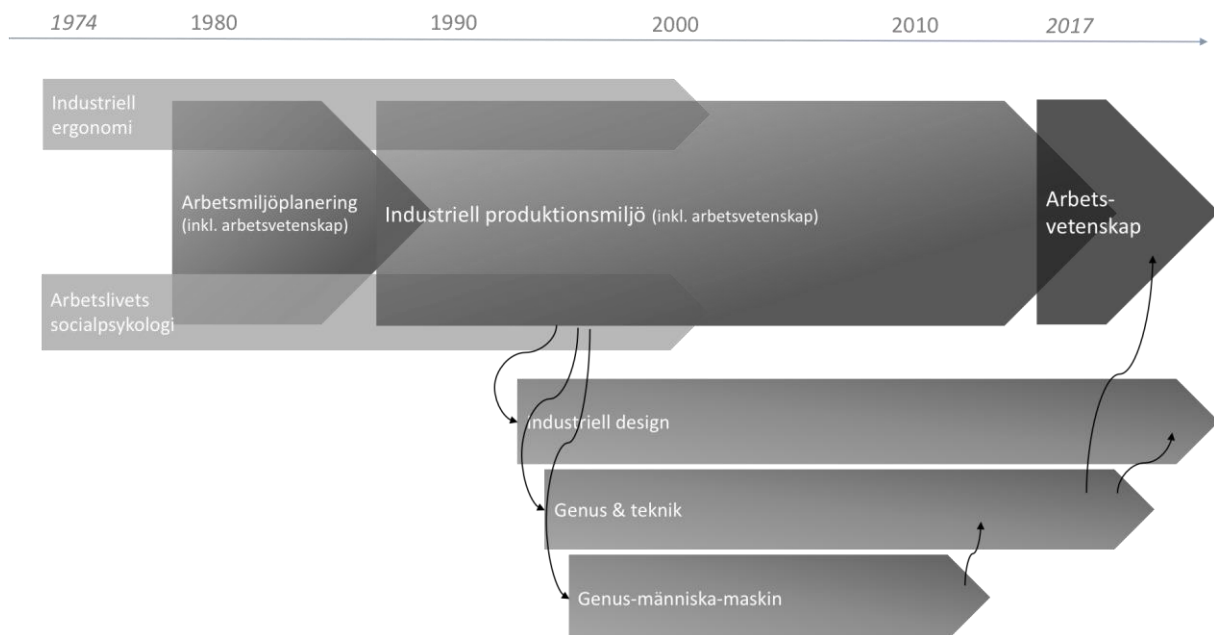 1974 1980 1990 2000 2010 2017
Industriell
ergonomi
Arbetsmiljöplanering
(inkl. arbetsvetenskap)
Industriell produktionsmiljö (inkl. arbetsvetenskap)
Arbets-
vetenskap
Arbetslivets
socialpsykologi
Industriell design
Genus & teknik
Genus-människa-maskin